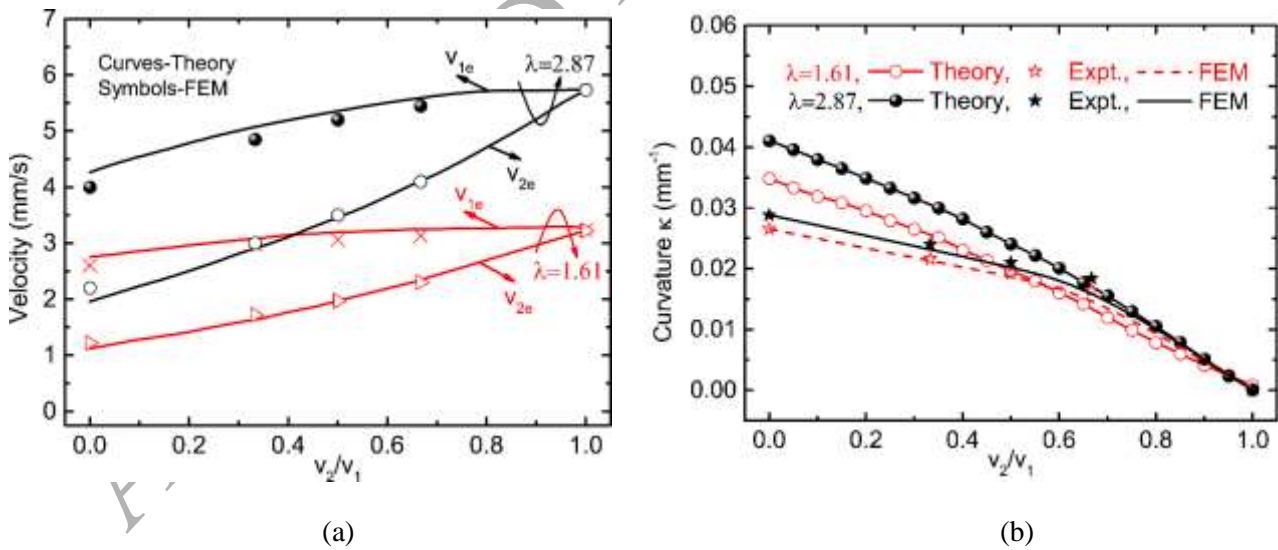 Curves-Theory
Symbols-FEM
v1e
λ=2.87
v2e
v1e
λ=1.61
v2e
Velocity (mm/s)
7
6
5
4
3
2
1
0
0.0 0.2 0.4 0.6 0.8 1.0
v2/v1
(a)
λ=1.61, Theory, Expt., FEM
λ=2.87, Theory, Expt., FEM
Curvature κ (mm⁻¹)
0.06
0.05
0.04
0.03
0.02
0.01
0.00
0.0 0.2 0.4 0.6 0.8 1.0
v2/v1
(b)